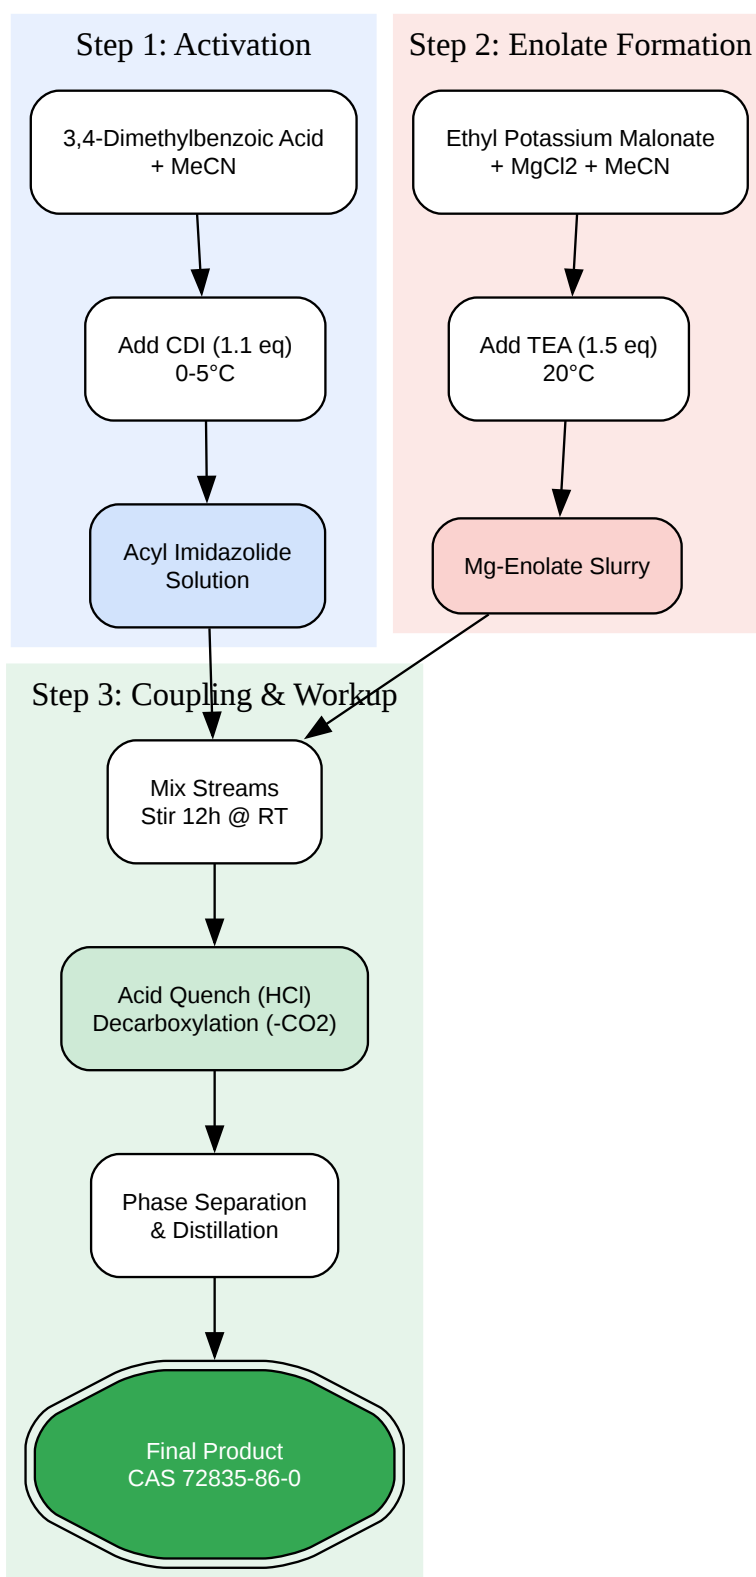 Step 1: Activation
3,4-Dimethylbenzoic Acid
+ MeCN
Add CDI (1.1 eq)
0-5°C
Acyl Imidazolide
Solution
Step 2: Enolate Formation
Ethyl Potassium Malonate
+ MgCl2 + MeCN
Add TEA (1.5 eq)
20°C
Mg-Enolate Slurry
Step 3: Coupling & Workup
Mix Streams
Stir 12h @ RT
Acid Quench (HCl)
Decarboxylation (-CO2)
Phase Separation
& Distillation
Final Product
CAS 72835-86-0